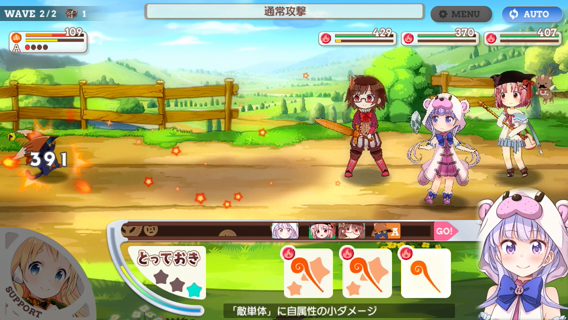 WAVE 2/2 1
通常攻撃
MENU
AUTO
109
A
429
370
407
391
A GO!
とっておき
SUPPORT
「敵単体」に自属性の小ダメージ